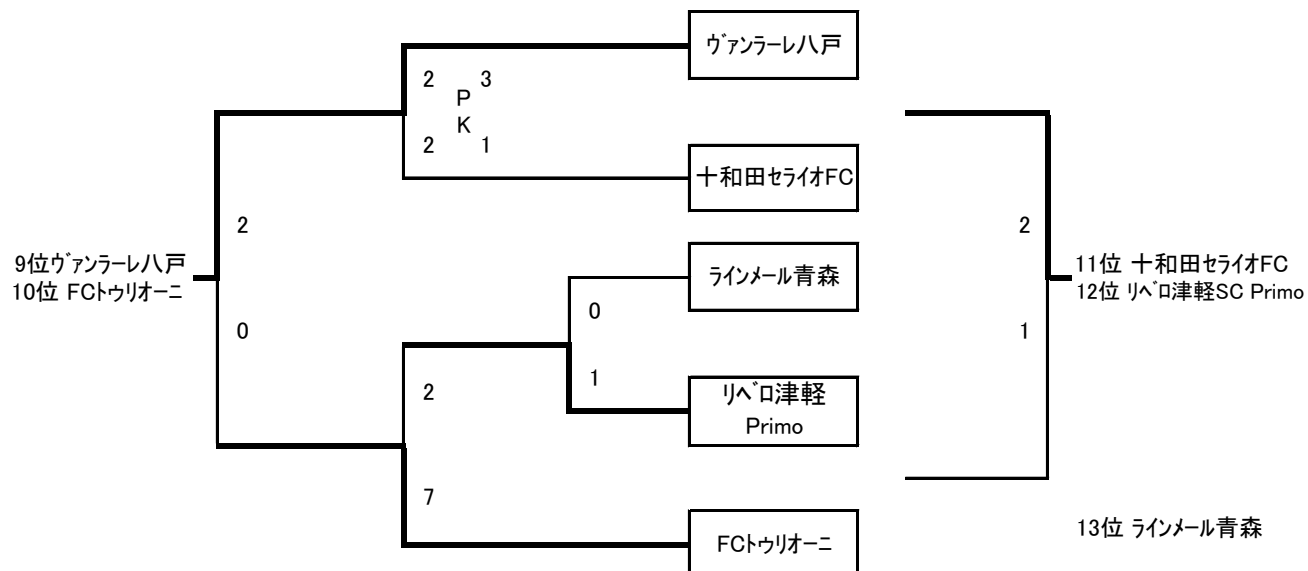 ヴァンラーレ八戸
2 3
P
K
2 1
十和田セライオFC
2
9位ヴァンラーレ八戸
10位 FCトゥリオーニ
0
ラインメール青森
0
1
リベロ津軽
Primo
2
7
FCトゥリオーニ
2
11位 十和田セライオFC
12位 リベロ津軽SC Primo
1
13位 ラインメール青森